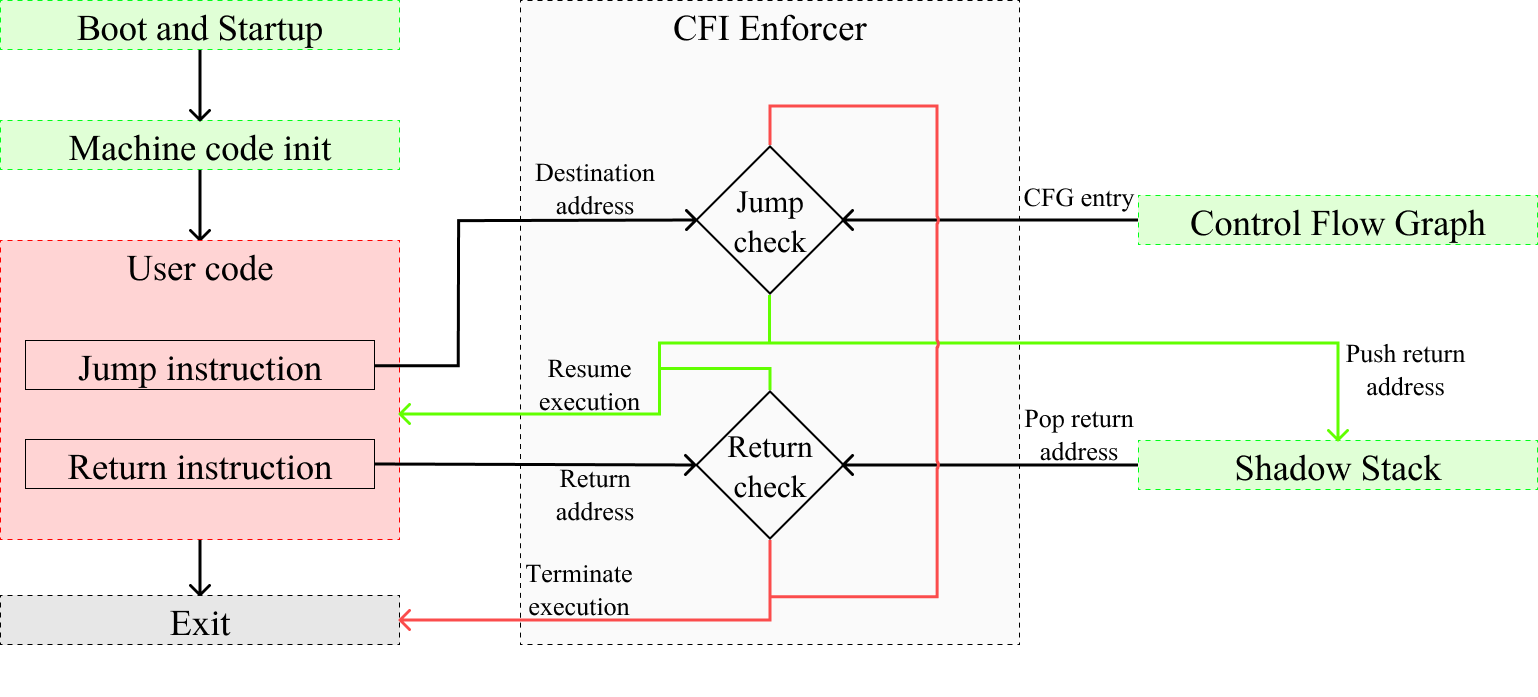 Boot and Startup
CFI Enforcer
Machine code init
Destination
address
Jump
check
CFG entry
Control Flow Graph
User code
Jump instruction
Resume
execution
Push return
address
Return instruction
Return
address
Return
check
Pop return
address
Shadow Stack
Terminate
execution
Exit